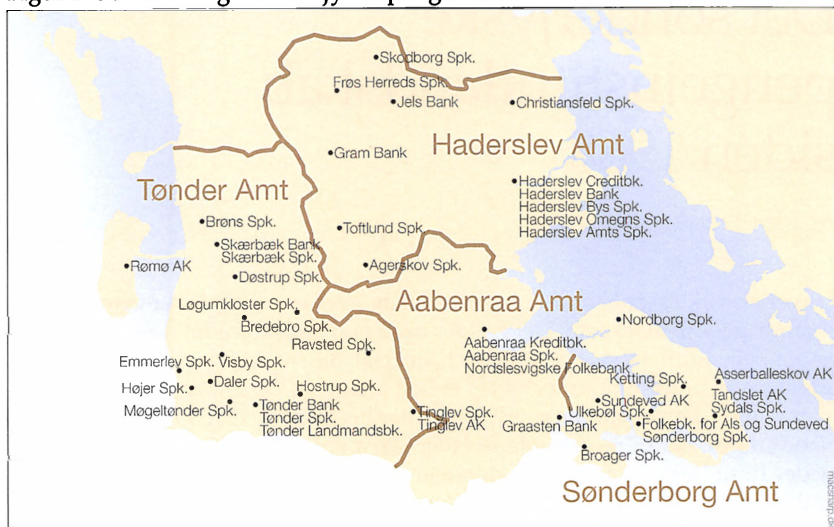 Skodborg Spk.
Frøs Herreds Spk.
Jels Bank
Christiansfeld Spk.
Gram Bank
Haderslev Amt
Haderslev Creditbk.
Haderslev Bank
Haderslev Bys Spk.
Haderslev Omegns Spk.
Haderslev Amts Spk.
Tønder Amt
Brøns Spk.
Toftlund Spk.
Skærbæk Bank
Skærbæk Spk.
Rømø AK
Agerskov Spk.
Døstrup Spk.
Aabenraa Amt
Løgumkloster Spk.
Bredebro Spk.
Nordborg Spk.
Ravsted Spk.
Aabenraa Kreditbk.
Aabenraa Spk.
Nordslesvigske Folkebank
Emmerlev Spk.
Visby Spk.
Ketting Spk.
Asserballeskov AK
Højer Spk.
Daler Spk.
Hostrup Spk.
Tandslet AK
Sydals Spk.
Møgeltønder Spk.
Tønder Bank
Tønder Spk.
Tønder Landmandsbk.
Tinglev Spk.
Tinglev AK
Sundeved AK
Ulkebøl Spk.
Graasten Bank
Folkebk. for Als og Sundeved
Sønderborg Spk.
Broager Spk.
Sønderborg Amt
macsharp.dk